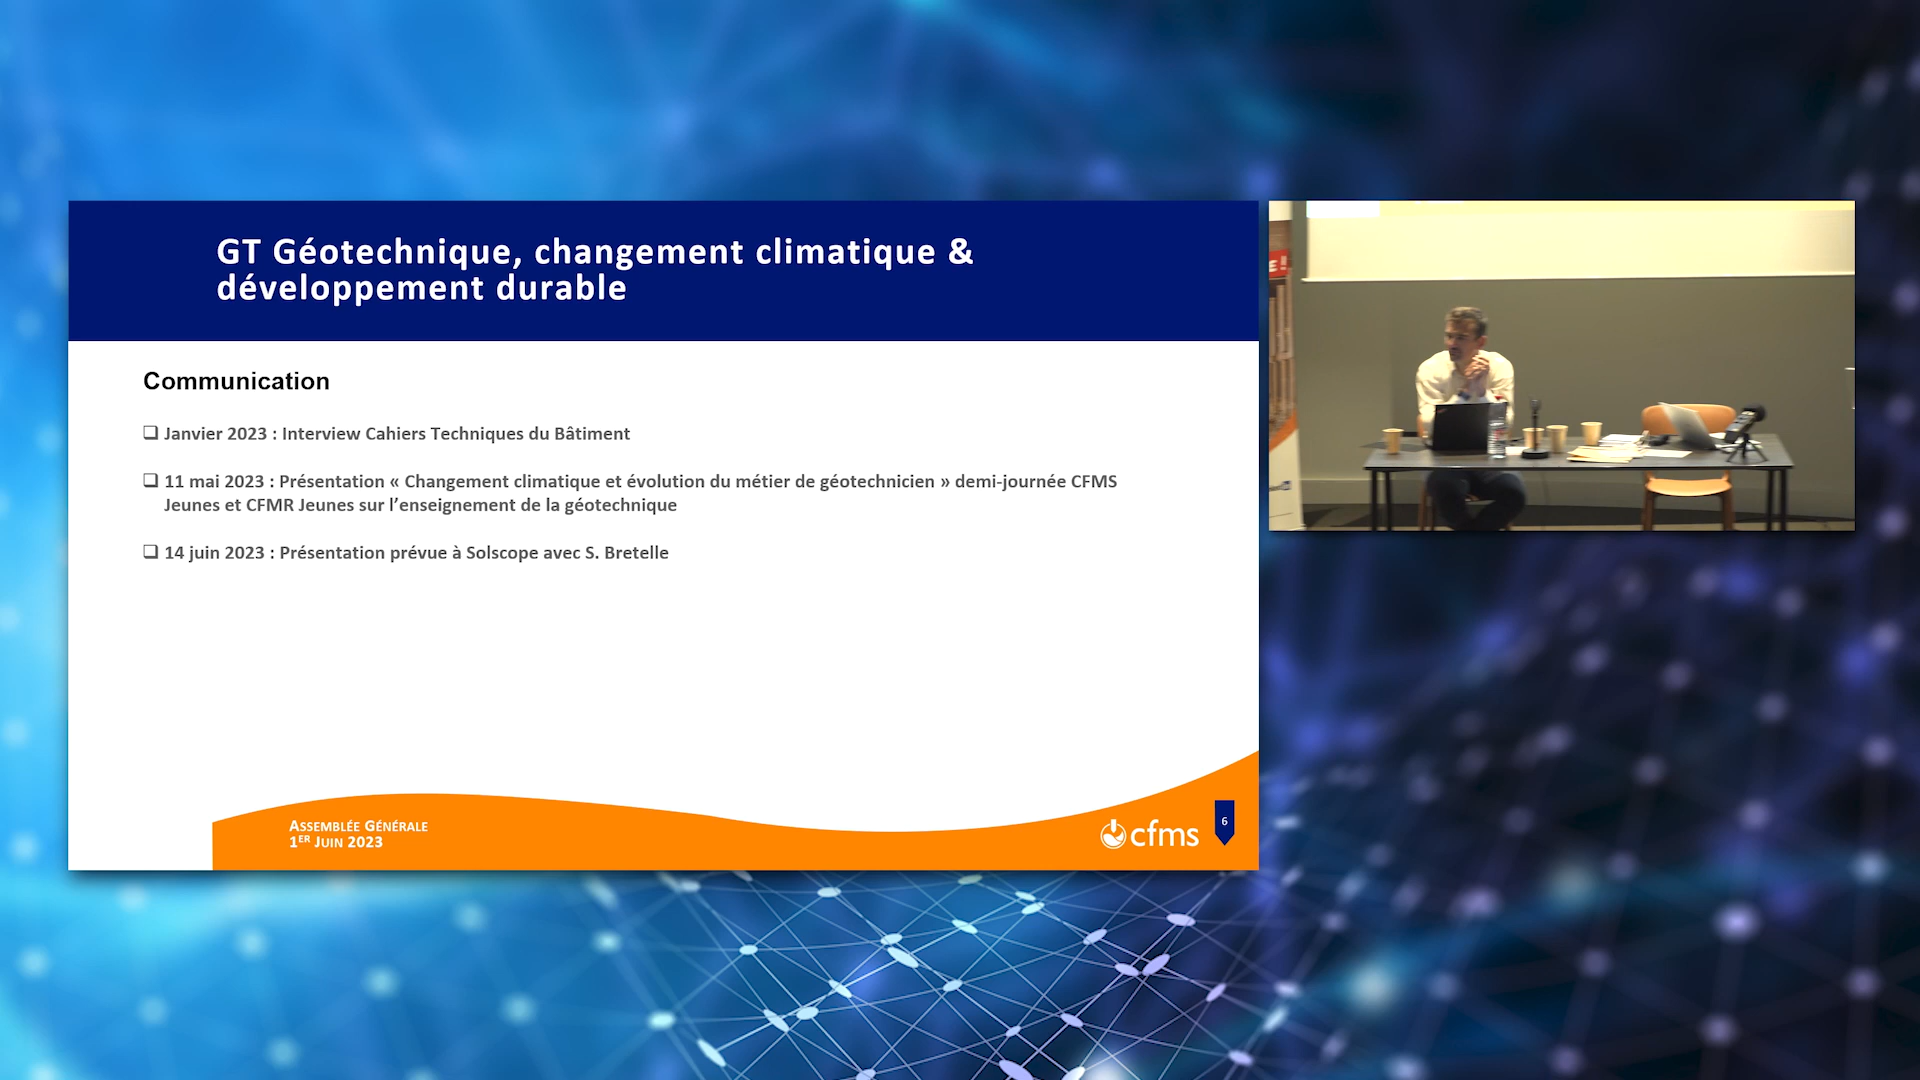 GT Géotechnique, changement climatique &
développement durable
Communication
❑ Janvier 2023 : Interview Cahiers Techniques du Bâtiment
❑ 11 mai 2023 : Présentation « Changement climatique et évolution du métier de géotechnicien » demi-journée CFMS
Jeunes et CFMR Jeunes sur l’enseignement de la géotechnique
❑ 14 juin 2023 : Présentation prévue à Solscope avec S. Bretelle
Assemblée Générale
1ER Juin 2023
cfms
6
E !